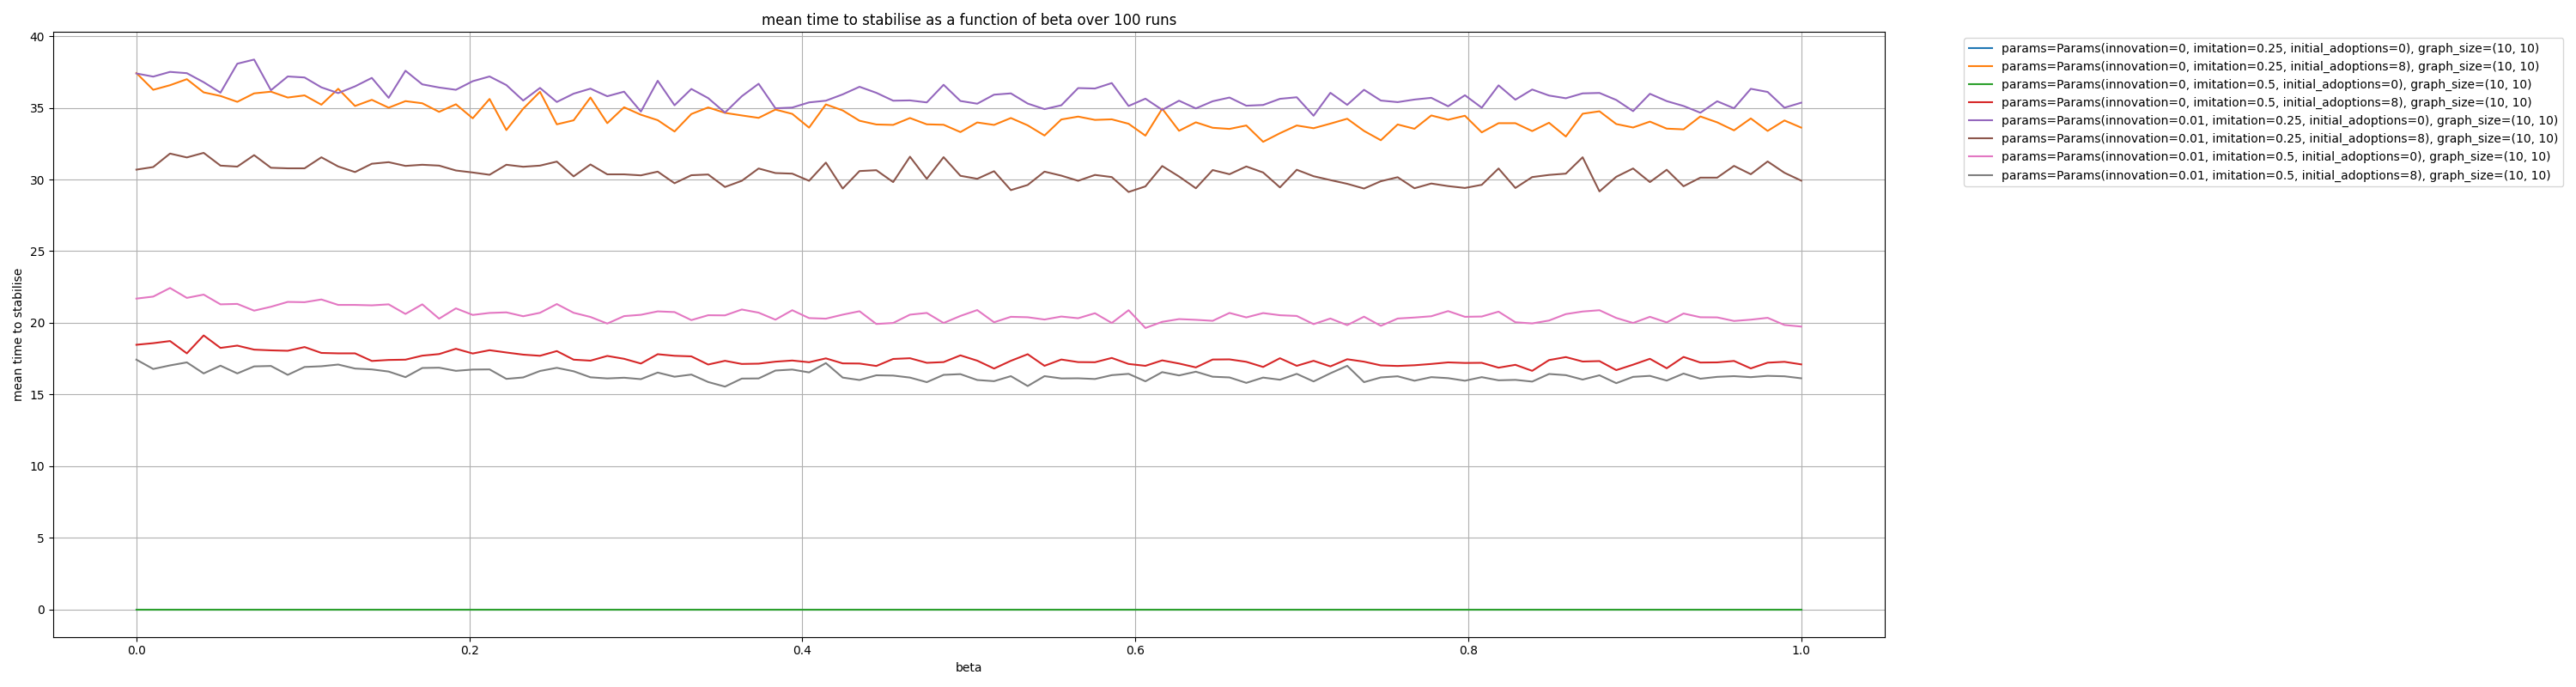 mean time to stabilise as a function of beta over 100 runs
40
35
30
25
20
15
10
5
0
mean time to stabilise
0.0 0.2 0.4 0.6 0.8 1.0
beta
params=Params(innovation=0, imitation=0.25, initial_adoptions=0), graph_size=(10, 10)
params=Params(innovation=0, imitation=0.25, initial_adoptions=8), graph_size=(10, 10)
params=Params(innovation=0, imitation=0.5, initial_adoptions=0), graph_size=(10, 10)
params=Params(innovation=0, imitation=0.5, initial_adoptions=8), graph_size=(10, 10)
params=Params(innovation=0.01, imitation=0.25, initial_adoptions=0), graph_size=(10, 10)
params=Params(innovation=0.01, imitation=0.25, initial_adoptions=8), graph_size=(10, 10)
params=Params(innovation=0.01, imitation=0.5, initial_adoptions=0), graph_size=(10, 10)
params=Params(innovation=0.01, imitation=0.5, initial_adoptions=8), graph_size=(10, 10)